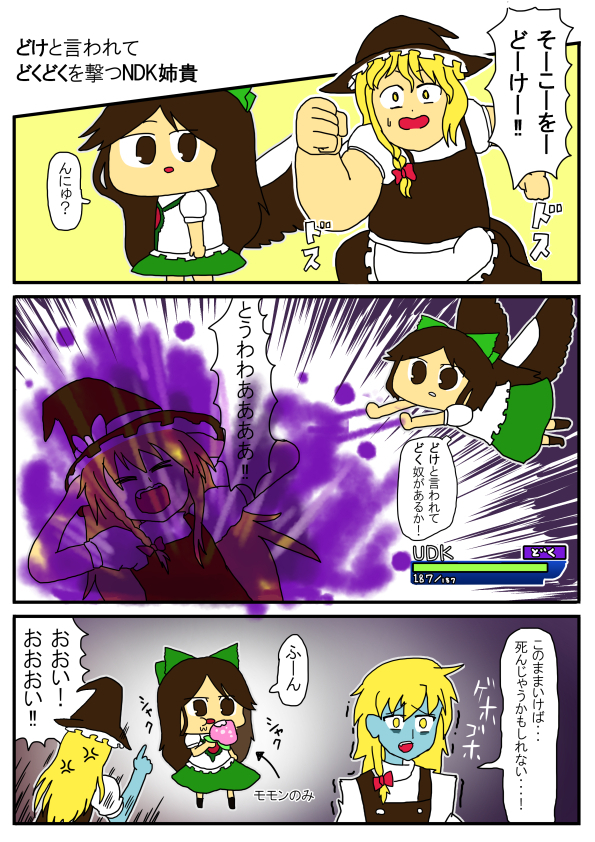 どけと言われて
どくどくを撃つNDK姉貴
そーこーをー
どーけー!!
んにゅ?
ドス
ドス
とうわわああああ!!
どけと言われて
どく奴があるか!
UDK
どく
187/187
このままいけば・・・
死んじゃうかもしれない・・・!
ゲホ
ゴホ
ふーん
シャク
シャク
モモンのみ
おおい!
おおおい!!